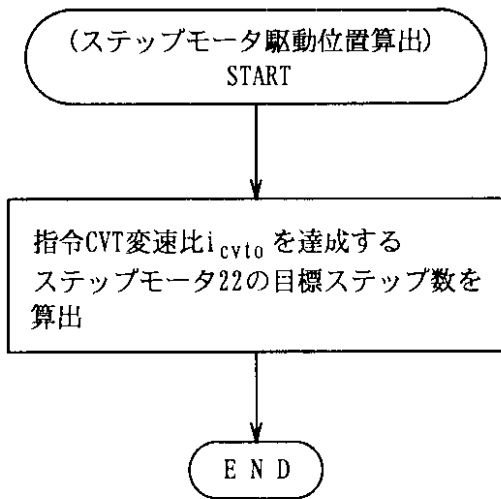 (ステップモータ駆動位置算出)
START
指令CVT変速比i_cvto を達成する
ステップモータ22の目標ステップ数を
算出
E N D